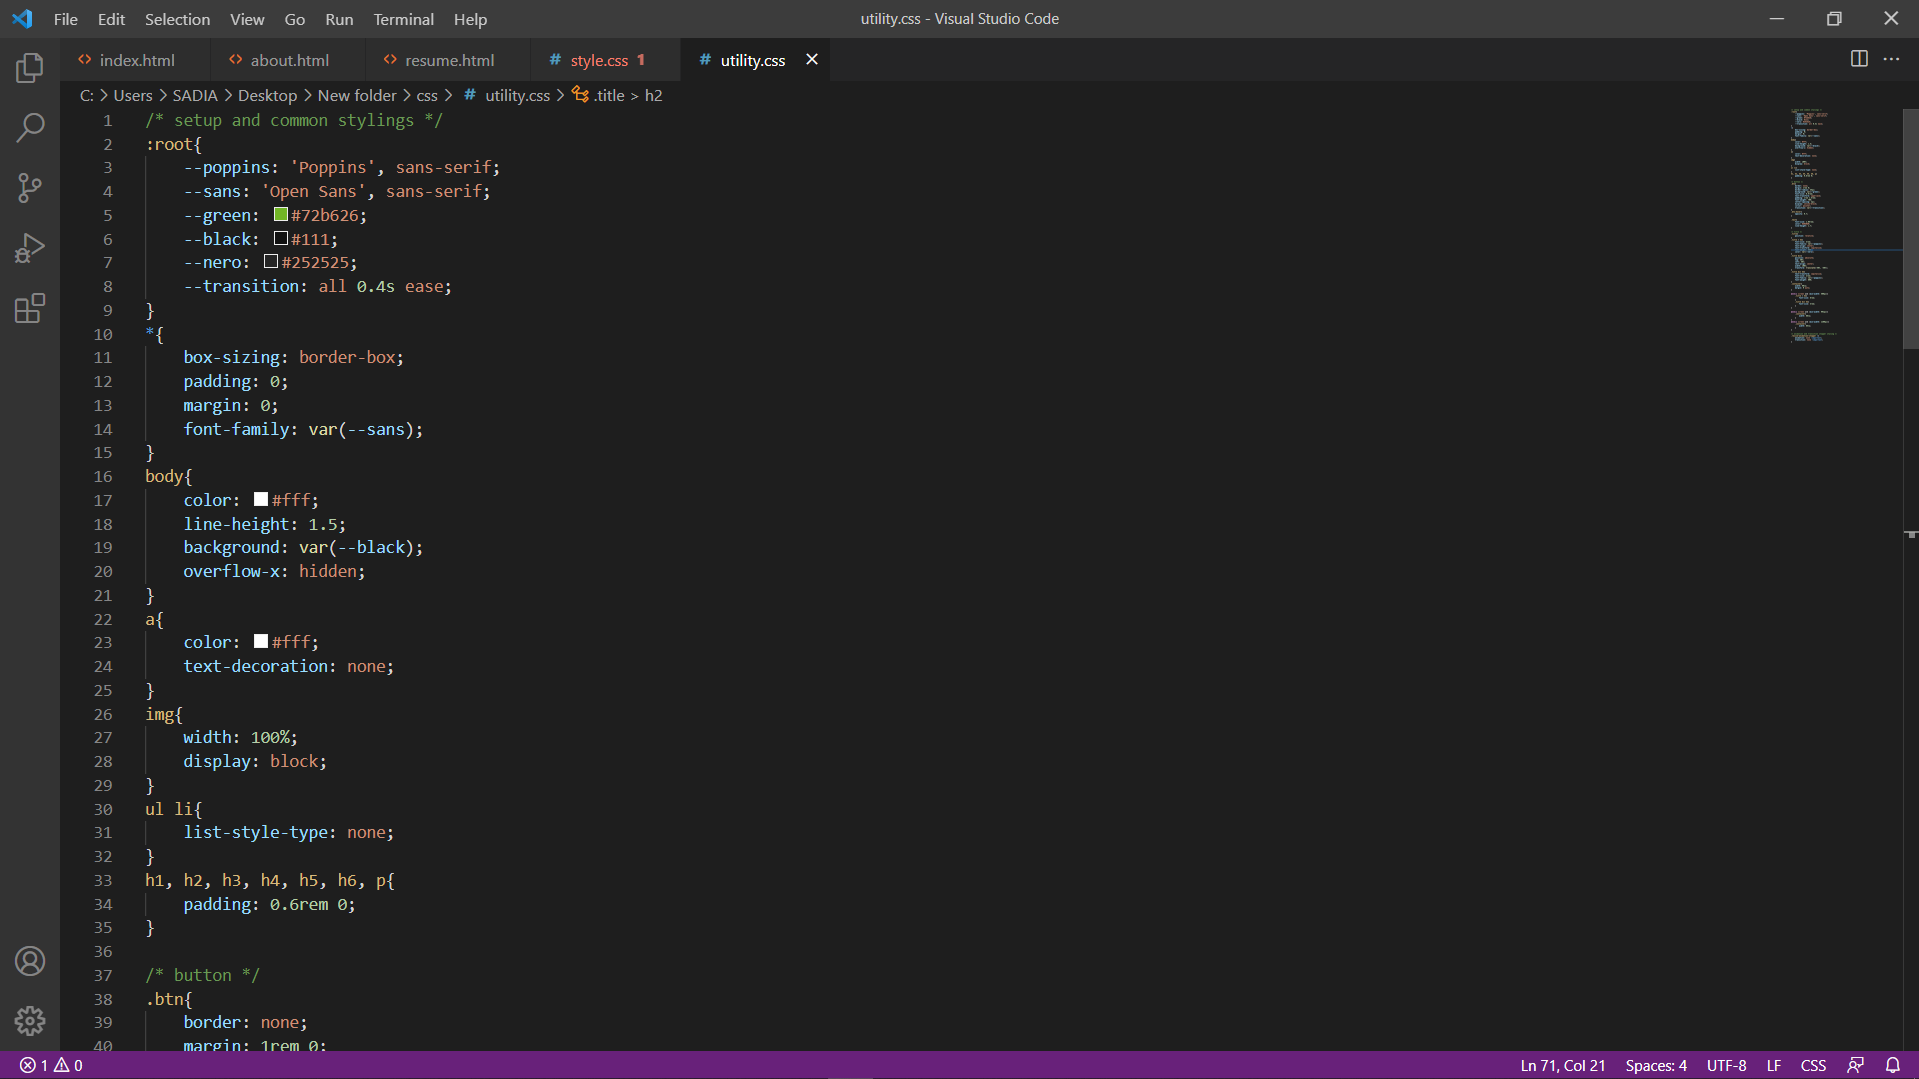 File Edit Selection View Go Run Terminal Help
utility.css - Visual Studio Code
index.html about.html resume.html # style.css 1 # utility.css
C: > Users > SADIA > Desktop > New folder > css > # utility.css > .title > h2
1 /* setup and common stylings */
2 :root{
3 --poppins: 'Poppins', sans-serif;
4 --sans: 'Open Sans', sans-serif;
5 --green: #72b626;
6 --black: #111;
7 --nero: #252525;
8 --transition: all 0.4s ease;
9 }
10 *{
11 box-sizing: border-box;
12 padding: 0;
13 margin: 0;
14 font-family: var(--sans);
15 }
16 body{
17 color: #fff;
18 line-height: 1.5;
19 background: var(--black);
20 overflow-x: hidden;
21 }
22 a{
23 color: #fff;
24 text-decoration: none;
25 }
26 img{
27 width: 100%;
28 display: block;
29 }
30 ul li{
31 list-style-type: none;
32 }
33 h1, h2, h3, h4, h5, h6, p{
34 padding: 0.6rem 0;
35 }
36
37 /* button */
38 .btn{
39 border: none;
40 margin: 1rem 0;
1 0 Ln 71, Col 21 Spaces: 4 UTF-8 LF CSS